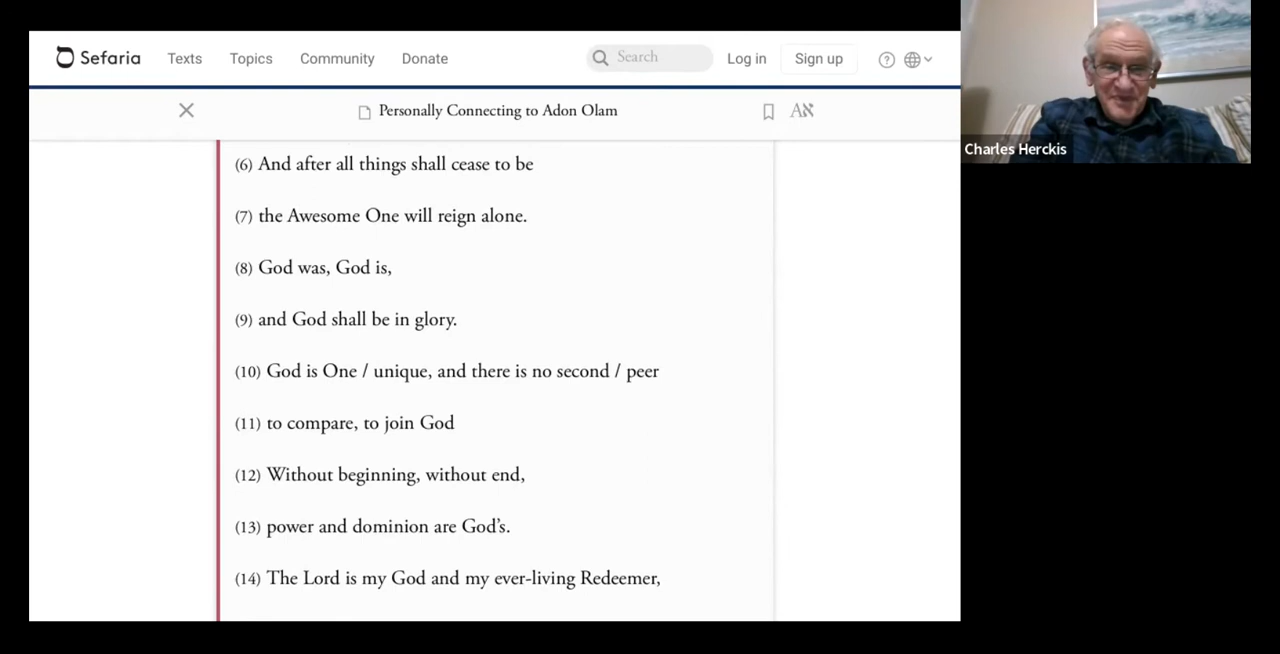 Sefaria Texts Topics Community Donate Search Log in Sign up
Personally Connecting to Adon Olam Aא
(6) And after all things shall cease to be
(7) the Awesome One will reign alone.
(8) God was, God is,
(9) and God shall be in glory.
(10) God is One / unique, and there is no second / peer
(11) to compare, to join God
(12) Without beginning, without end,
(13) power and dominion are God's.
(14) The Lord is my God and my ever-living Redeemer,
Charles Herckis